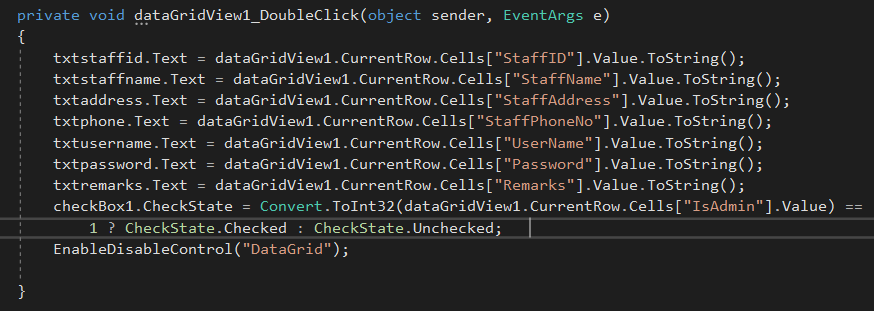 private void dataGridView1_DoubleClick(object sender, EventArgs e)
{
    txtstaffid.Text = dataGridView1.CurrentRow.Cells["StaffID"].Value.ToString();
    txtstaffname.Text = dataGridView1.CurrentRow.Cells["StaffName"].Value.ToString();
    txtaddress.Text = dataGridView1.CurrentRow.Cells["StaffAddress"].Value.ToString();
    txtphone.Text = dataGridView1.CurrentRow.Cells["StaffPhoneNo"].Value.ToString();
    txtusername.Text = dataGridView1.CurrentRow.Cells["UserName"].Value.ToString();
    txtpassword.Text = dataGridView1.CurrentRow.Cells["Password"].Value.ToString();
    txtremarks.Text = dataGridView1.CurrentRow.Cells["Remarks"].Value.ToString();
    checkBox1.CheckState = Convert.ToInt32(dataGridView1.CurrentRow.Cells["IsAdmin"].Value) ==
        1 ? CheckState.Checked : CheckState.Unchecked;
    EnableDisableControl("DataGrid");
}